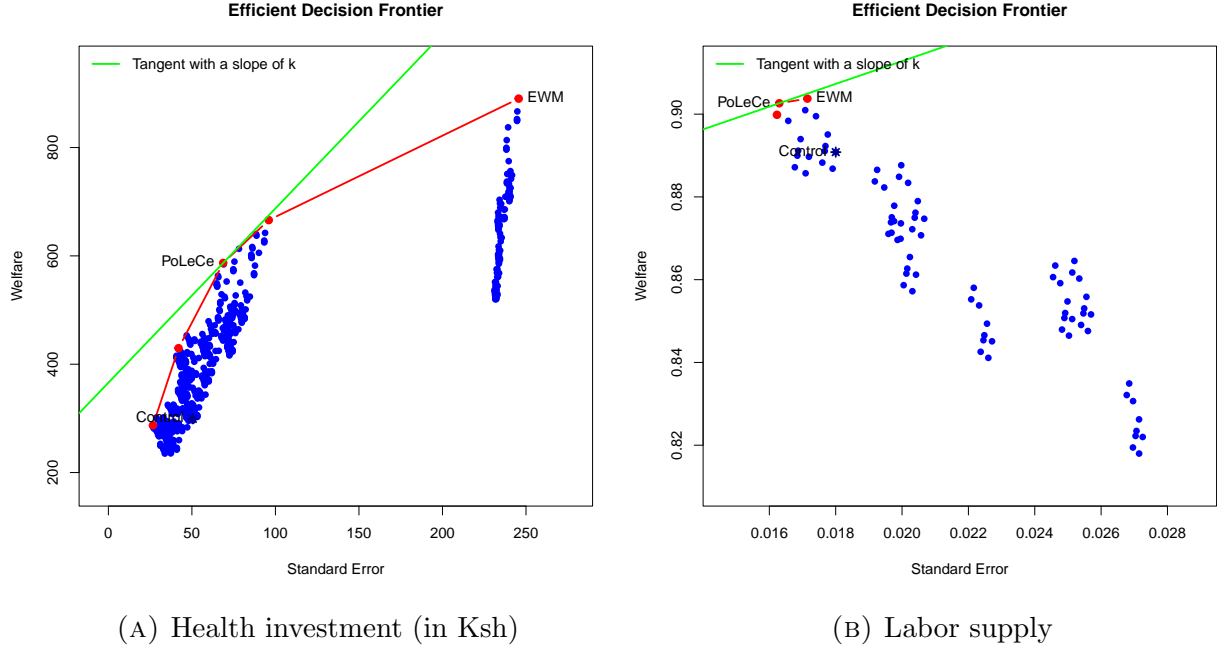 Efficient Decision Frontier
Tangent with a slope of k
EWM
PoLeCe
Control
Welfare
200
400
600
800
0
50
100
150
200
250
Standard Error
(A) Health investment (in Ksh)
Efficient Decision Frontier
Tangent with a slope of k
PoLeCe
EWM
Control
Welfare
0.82
0.84
0.86
0.88
0.90
0.016
0.018
0.020
0.022
0.024
0.026
0.028
Standard Error
(B) Labor supply